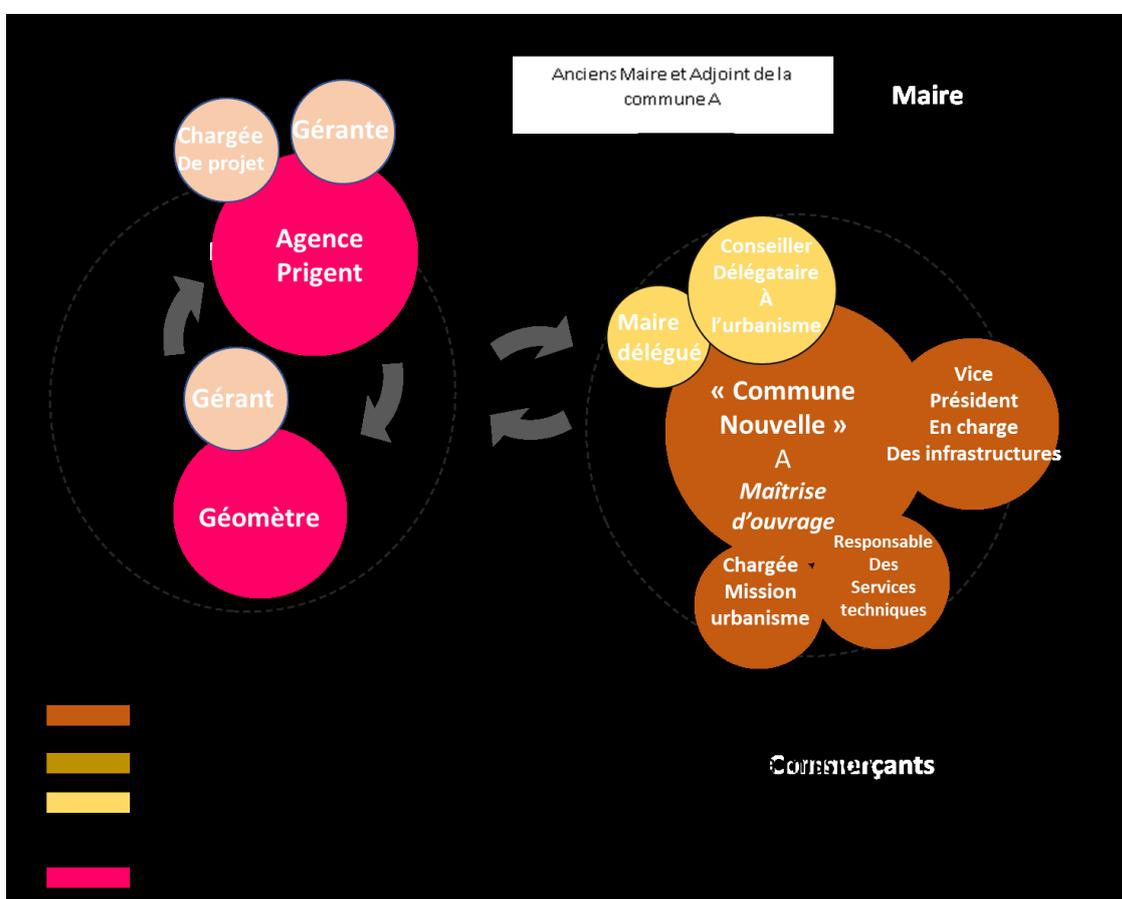 Anciens Maire et Adjoint de la
commune A
Maire
Chargée
De projet
Gérante
Agence
Prigent
Gérant
Géomètre
Conseiller
Délégataire
À
l'urbanisme
Maire
délégué
« Commune
Nouvelle »
A
Maîtrise
d'ouvrage
Vice
Président
En charge
Des infrastructures
Responsable
Des
Services
techniques
Chargée
Mission
urbanisme
Commerçants